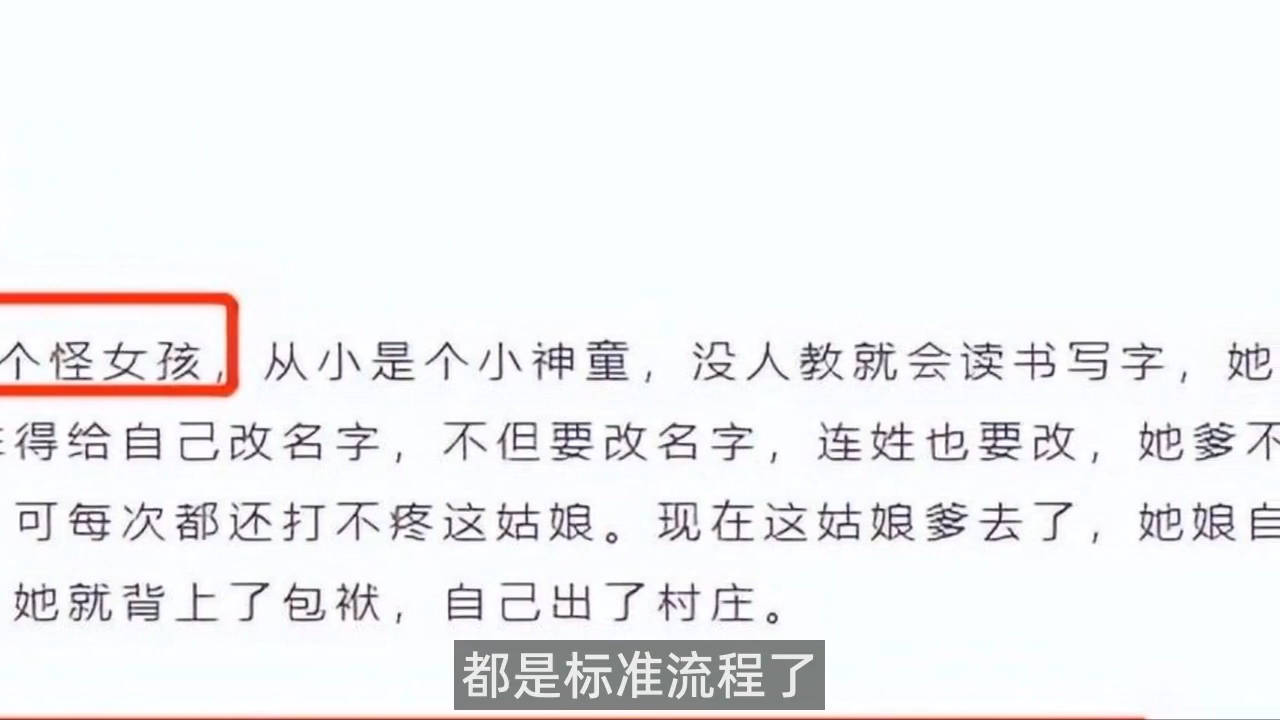 个怪女孩，从小是个小神童，没人教就会读书写字，她
得给自己改名字，不但要改名字，连姓也要改，她爹不
可每次都还打不疼这姑娘。现在这姑娘爹去了，她娘自
她就背上了包袱，自己出了村庄。
都是标准流程了